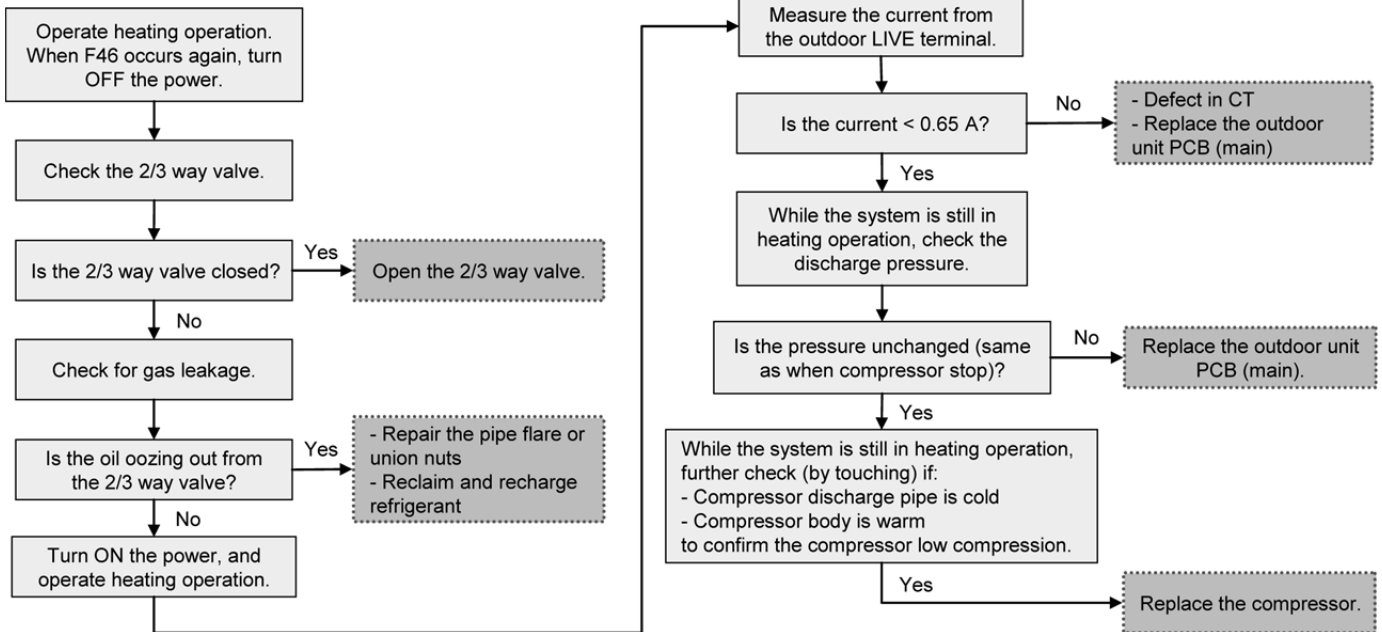 Operate heating operation.
When F46 occurs again, turn
OFF the power.
Check the 2/3 way valve.
Is the 2/3 way valve closed?
Yes
Open the 2/3 way valve.
No
Check for gas leakage.
Is the oil oozing out from
the 2/3 way valve?
Yes
- Repair the pipe flare or
union nuts
- Reclaim and recharge
refrigerant
No
Turn ON the power, and
operate heating operation.
Measure the current from
the outdoor LIVE terminal.
Is the current < 0.65 A?
No
- Defect in CT
- Replace the outdoor
unit PCB (main)
Yes
While the system is still in
heating operation, check the
discharge pressure.
Is the pressure unchanged (same
as when compressor stop)?
No
Replace the outdoor unit
PCB (main).
Yes
While the system is still in heating operation,
further check (by touching) if:
- Compressor discharge pipe is cold
- Compressor body is warm
to confirm the compressor low compression.
Yes
Replace the compressor.